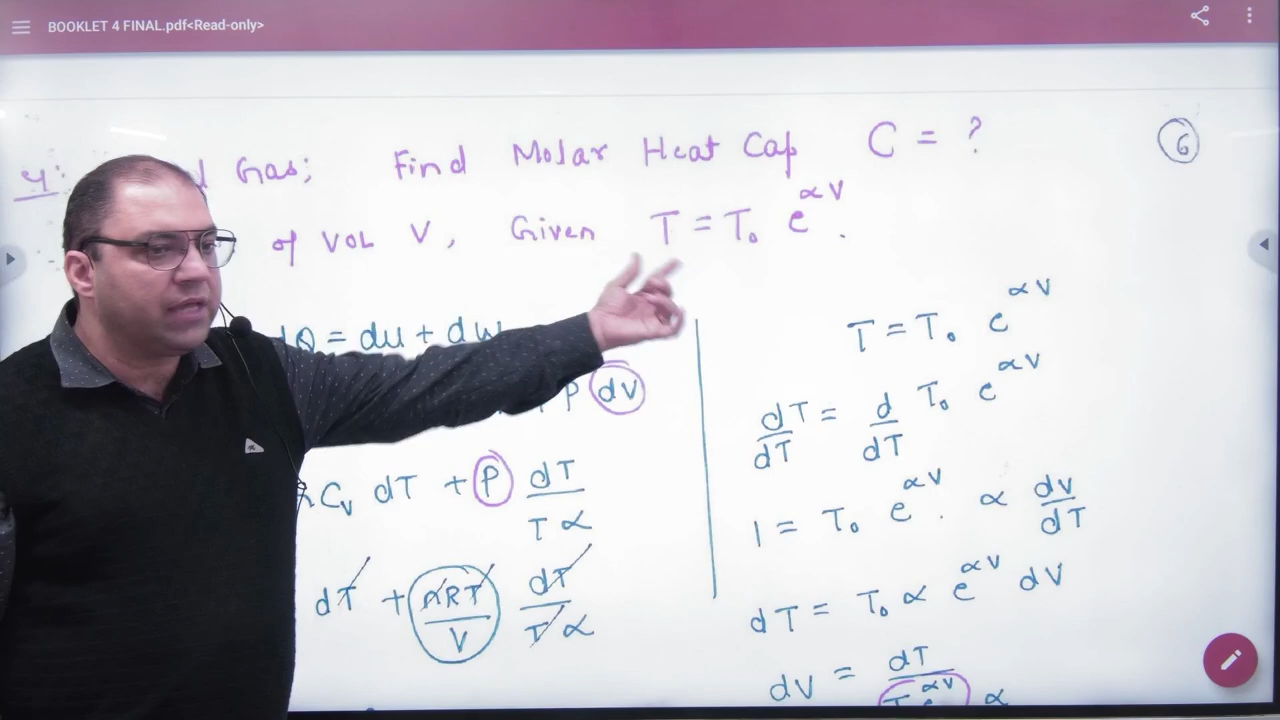 BOOKLET 4 FINAL.pdf<Read-only>
Gas; Find Molar Heat Cap C = ?
6
of VOL V, Given T = T₀ e^αV.
dQ = du + dw
P dV
Cv dT + P dT/Tα
dT + nRT/V dT/Tα
T = T₀ e^αV
d/dT T = d/dT T₀ e^αV
1 = T₀ e^αV . α dv/dT
dT = T₀ α e^αV dV
dV = dT/T₀ e^αV α